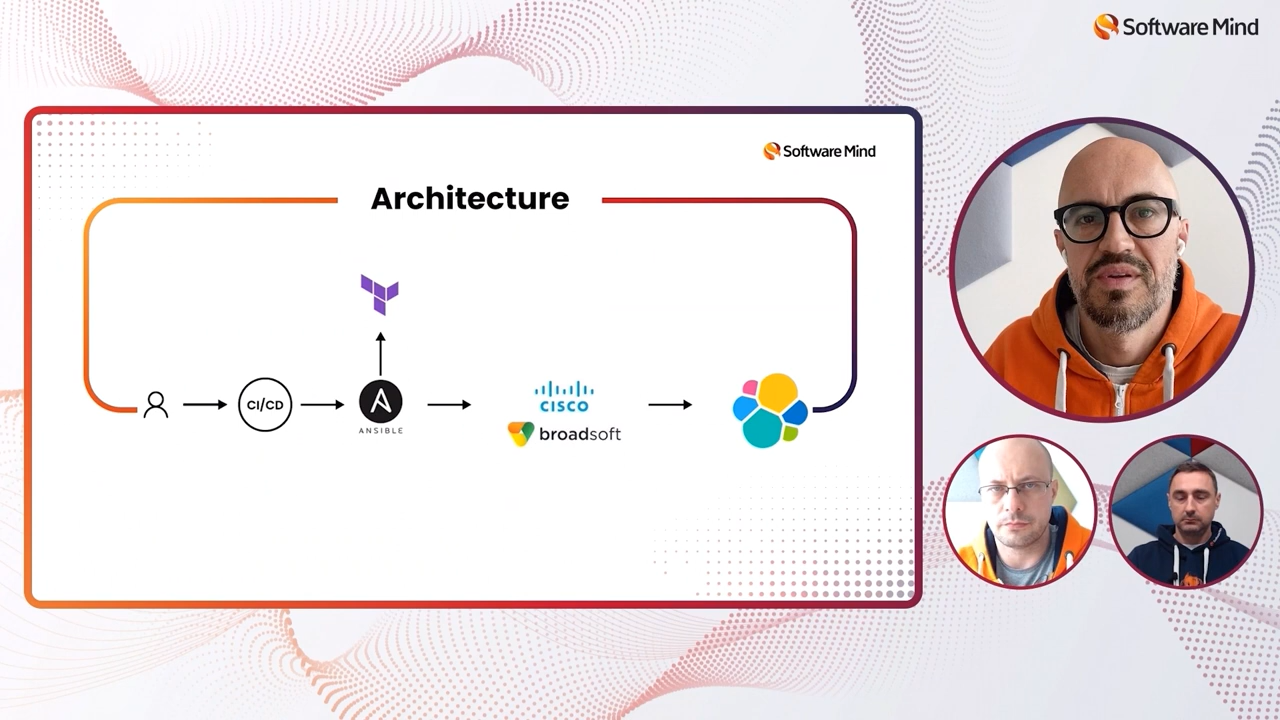 Software Mind
Software Mind
Architecture
CI/CD
ANSIBLE
CISCO
broadsoft